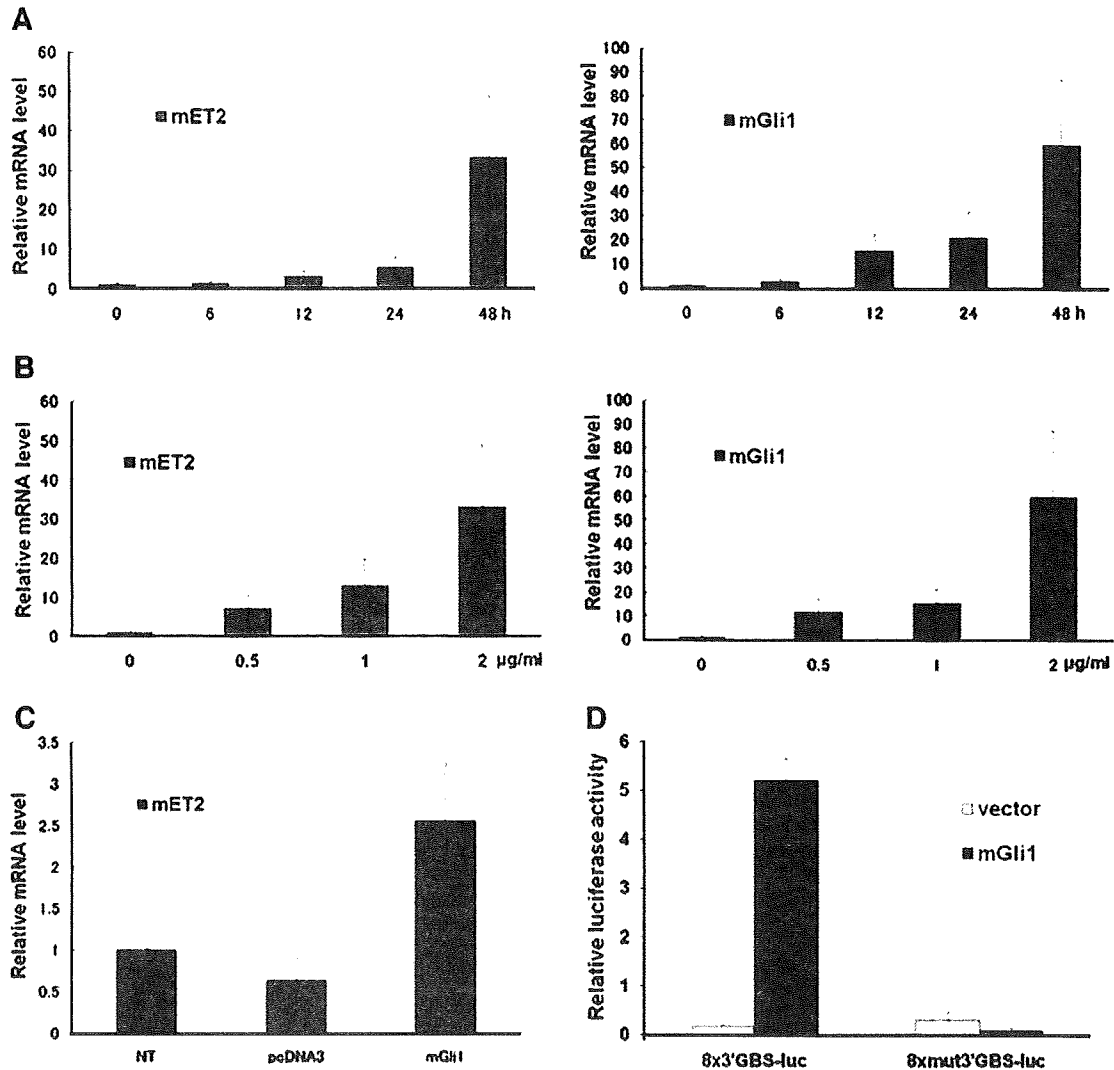 A
Relative mRNA level
60
50
40
30
20
10
0
mET2
0 6 12 24 48 h
Relative mRNA level
100
90
80
70
60
50
40
30
20
10
0
mGli1
0 6 12 24 48 h
B
Relative mRNA level
60
50
40
30
20
10
0
mET2
0 0.5 1 2 µg/ml
Relative mRNA level
100
90
80
70
60
50
40
30
20
10
0
mGli1
0 0.5 1 2 µg/ml
C
Relative mRNA level
3.5
3
2.5
2
1.5
1
0.5
0
mET2
NT pcDNA3 mGli1
D
Relative luciferase activity
6
5
4
3
2
1
0
vector
mGli1
8x3'GBS-luc 8xmut3'GBS-luc